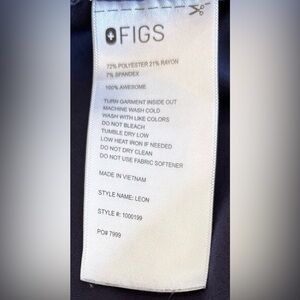 FIGS
72% POLYESTER 21% RAYON
7% SPANDEX
100% AWESOME
TURN GARMENT INSIDE OUT
MACHINE WASH COLD
WASH WITH LIKE COLORS
DO NOT BLEACH
TUMBLE DRY LOW
LOW HEAT IRON IF NEEDED
DO NOT DRY CLEAN
DO NOT USE FABRIC SOFTENER
MADE IN VIETNAM
STYLE NAME: LEON
STYLE #: 1000199
PO# 7999